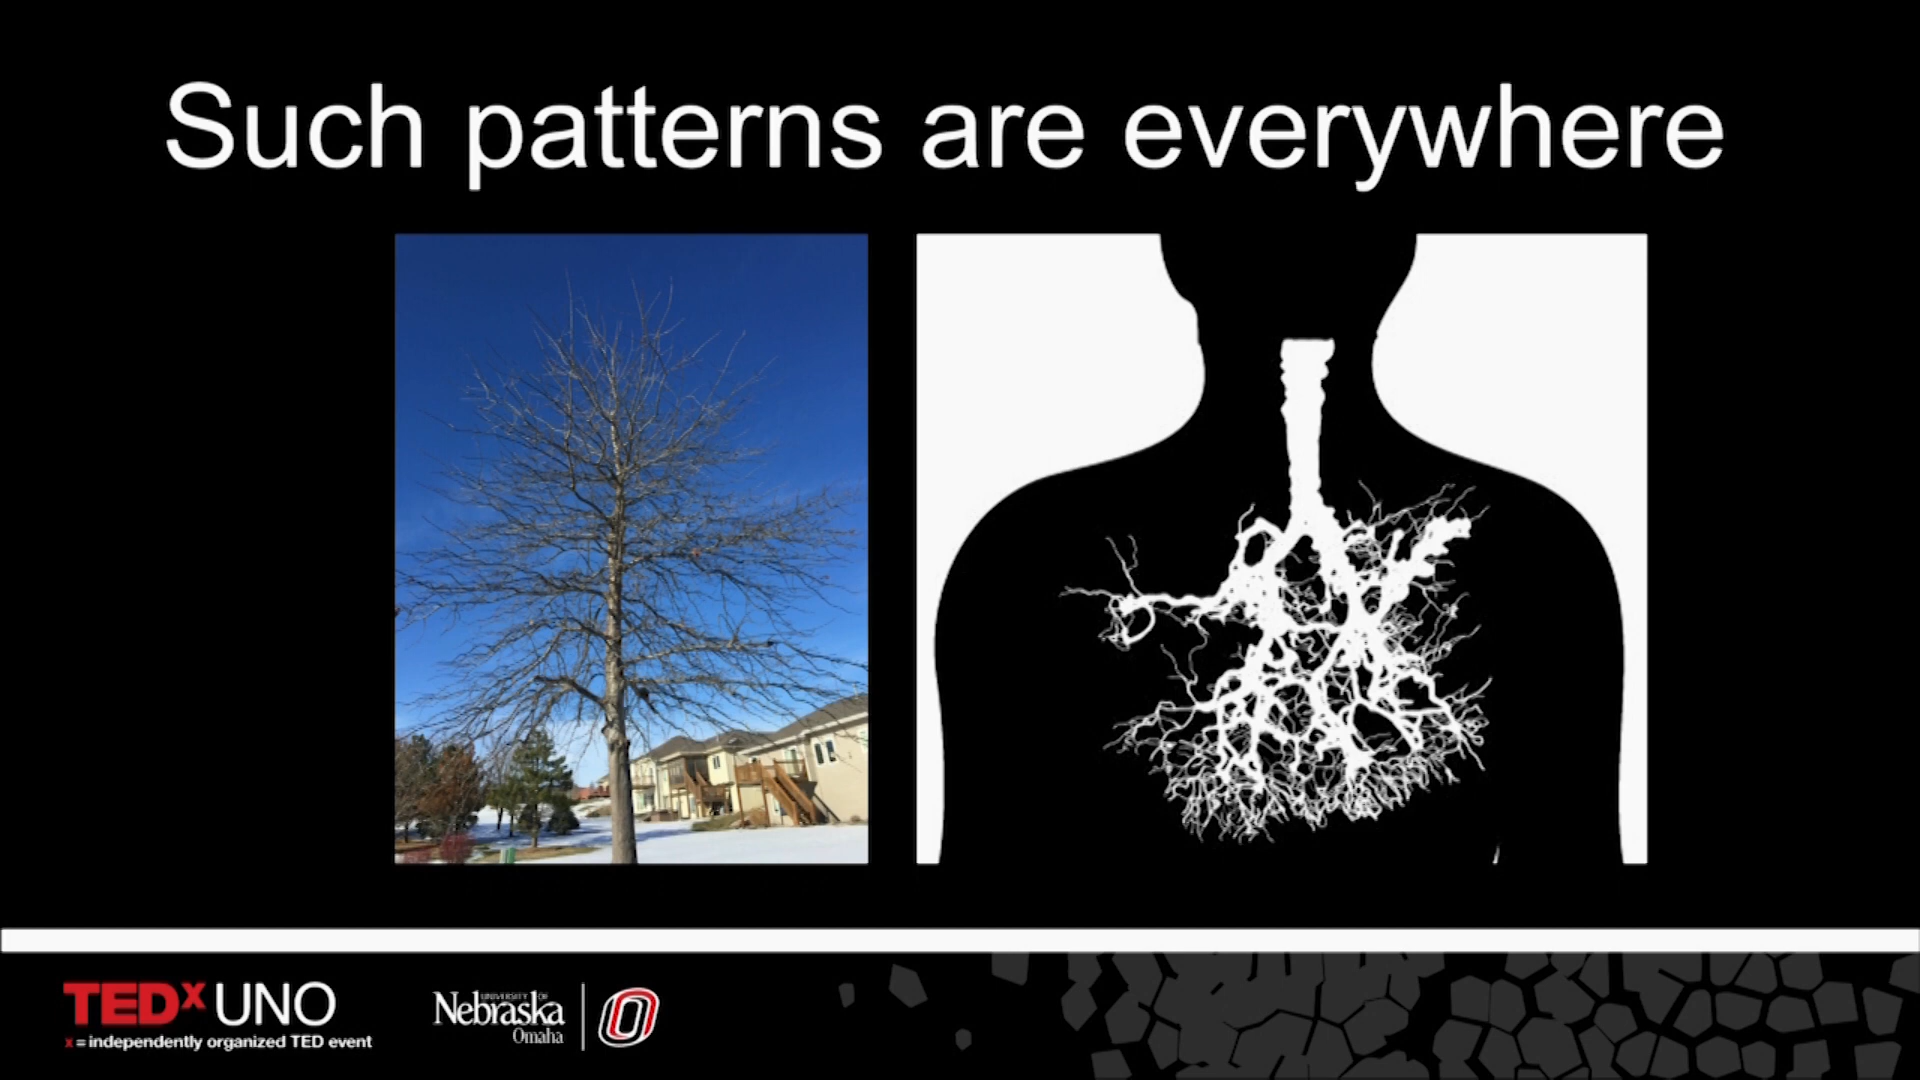 Such patterns are everywhere
TEDx UNO
x = independently organized TED event
UNIVERSITY OF
Nebraska
Omaha
O